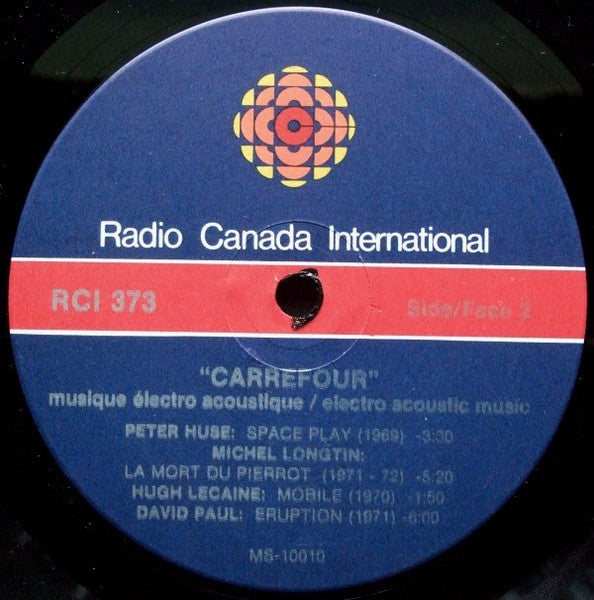 Radio Canada International
RCI 373
Side/Face 2
"CARREFOUR"
musique électro acoustique / electro acoustic music
PETER HUSE: SPACE PLAY (1969) -3:30
MICHEL LONGTIN:
LA MORT DU PIERROT (1971 - 72) -5:20
HUGH LECAINE: MOBILE (1970) -1:50
DAVID PAUL: ERUPTION (1971) -6:00
MS-10010